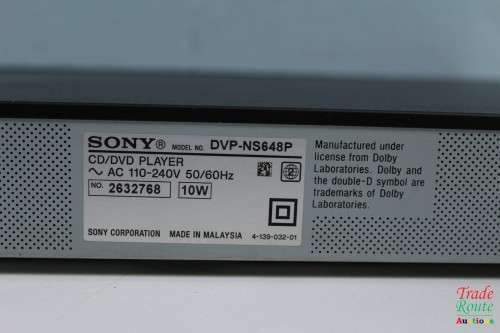 SONY® MODEL NO. DVP-NS648P
CD/DVD PLAYER
~ AC 110-240V 50/60Hz
NO. 2632768 10W
2
SONY CORPORATION MADE IN MALAYSIA 4-139-032-01
Manufactured under
license from Dolby
Laboratories. Dolby and
the double-D symbol are
trademarks of Dolby
Laboratories.
Trade
Route
Auctions